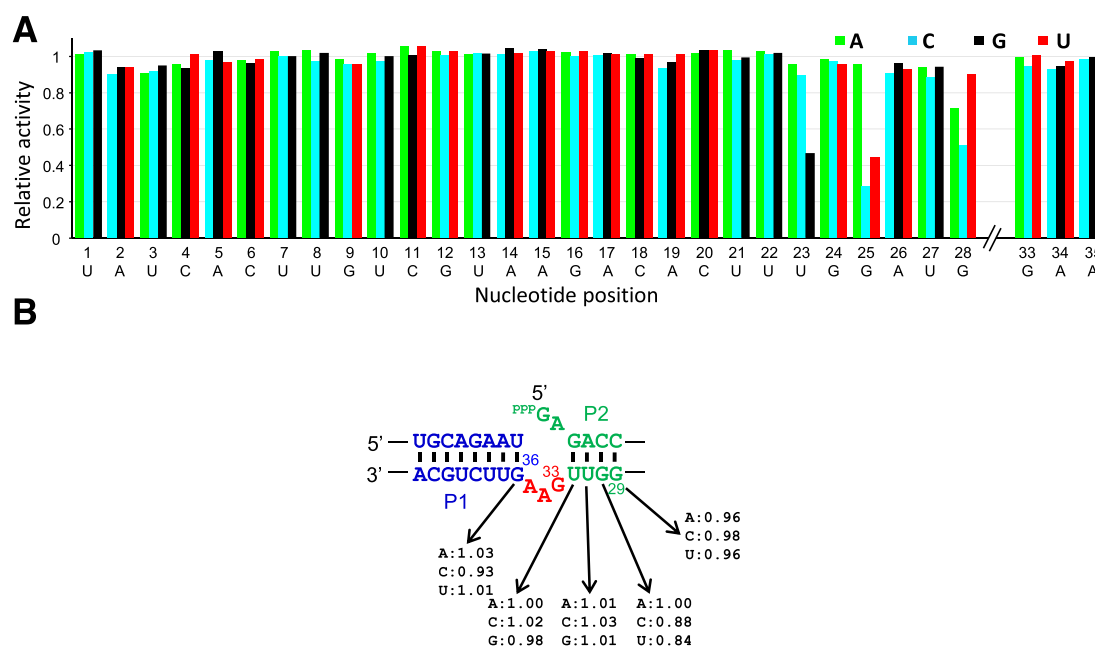 A
A C G U
Relative activity
1
0.8
0.6
0.4
0.2
0
1 2 3 4 5 6 7 8 9 10 11 12 13 14 15 16 17 18 19 20 21 22 23 24 25 26 27 28 33 34 35
U A U C A C U U G U C G U A A G A C A C U U U G G A U G G A A
Nucleotide position
B
5’
PPPGA P2
5’ UGCAGAAU GACC
36
3’ ACGUCUUG AAG UUGG
33
29
P1
A:0.96
C:0.98
U:0.96
A:1.03
C:0.93
U:1.01
A:1.00 A:1.01 A:1.00
C:1.02 C:1.03 C:0.88
G:0.98 G:1.01 U:0.84